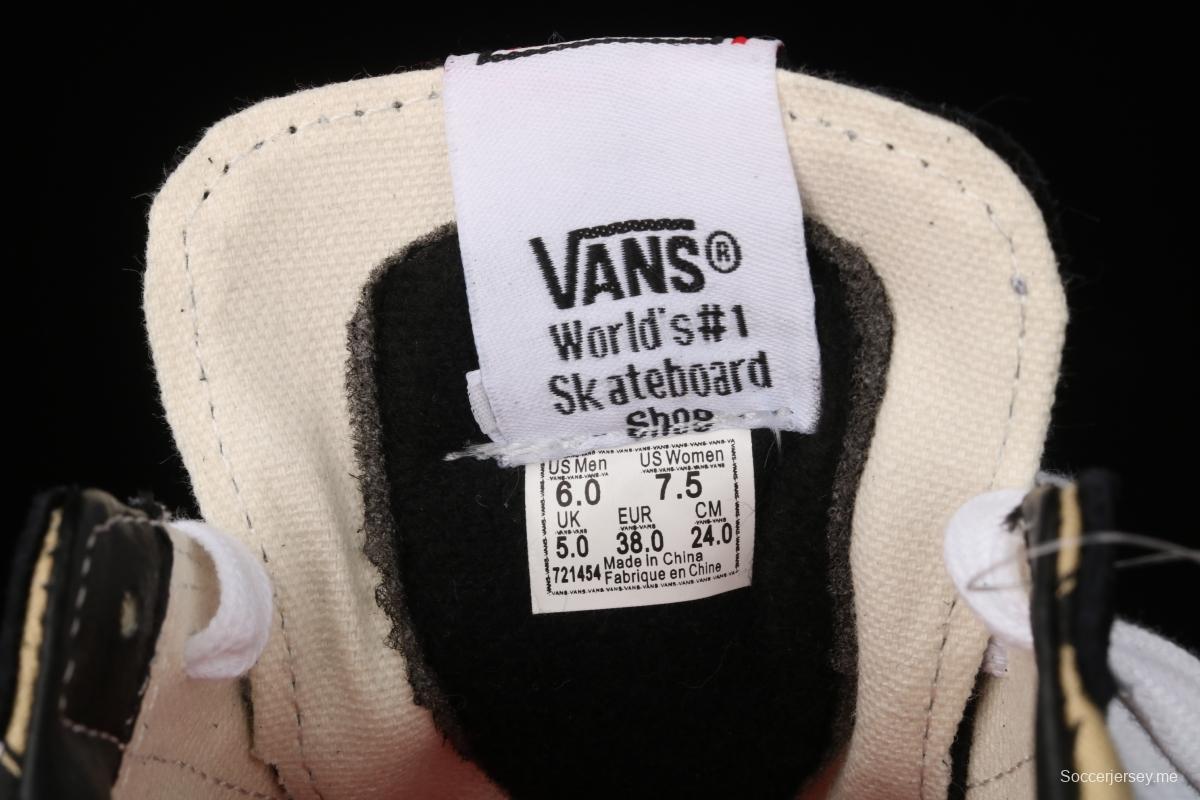 VANS®
World's #1
Skateboard
Shoe
US Men US Women
6.0 7.5
UK EUR CM
5.0 38.0 24.0
721454 Made in China
Fabrique en Chine
Soccerjersey.me